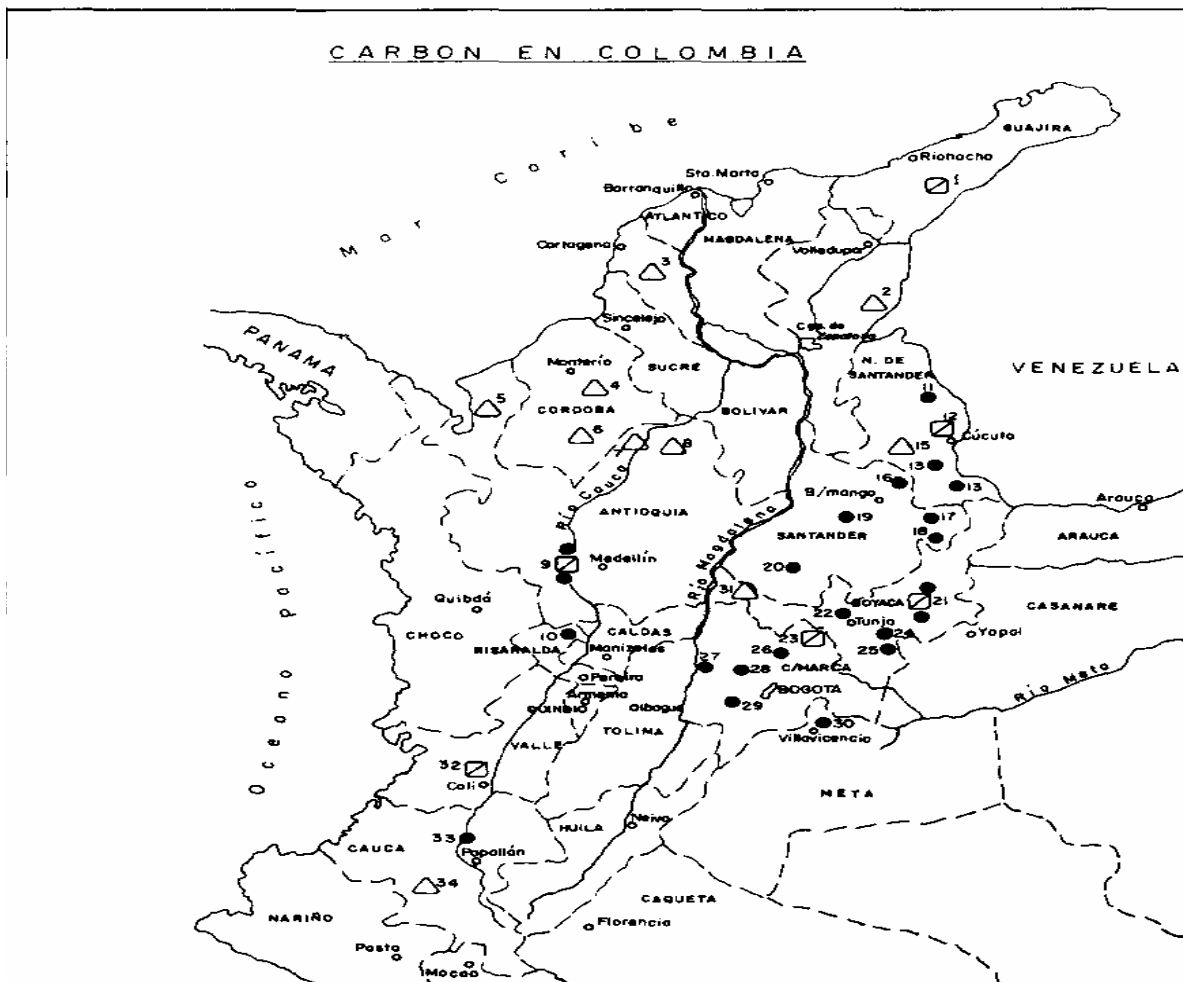 CARBON EN COLOMBIA
Mar Caribe
GUAJIRA
Riohacha
1
Sta. Marta
Barranquilla
ATLANTICO
MAGDALENA
Cartagena
Valledupar
3
2
Sincelejo
PANAMA
Montería
SUCRE
N. DE
SANTANDER
VENEZUELA
BOLIVAR
11
4
5
CORDOBA
12
Cúcuta
6
8
15
13
16
13
B/manga
Río Cauca
Arauca
ANTIOQUIA
19
17
ARAUCA
SANTANDER
18
Océano pacífico
9
Medellín
Río Magdalena
20
31
BOYACA
21
CASANARE
Quibdá
22
Tunja
CHOCO
CALDAS
24
Yopal
10
23
RISARALDA
Manizales
26
25
27
28
C/MARCA
Pereira
Armenia
BOGOTA
Río Meta
QUINDIO
Oibague
29
30
TOLIMA
Villavicencio
VALLE
32
Cali
META
HUILA
Neiva
33
CAUCA
Popallán
34
CAQUETA
NARIÑO
Florencia
Pasto
Mocoa